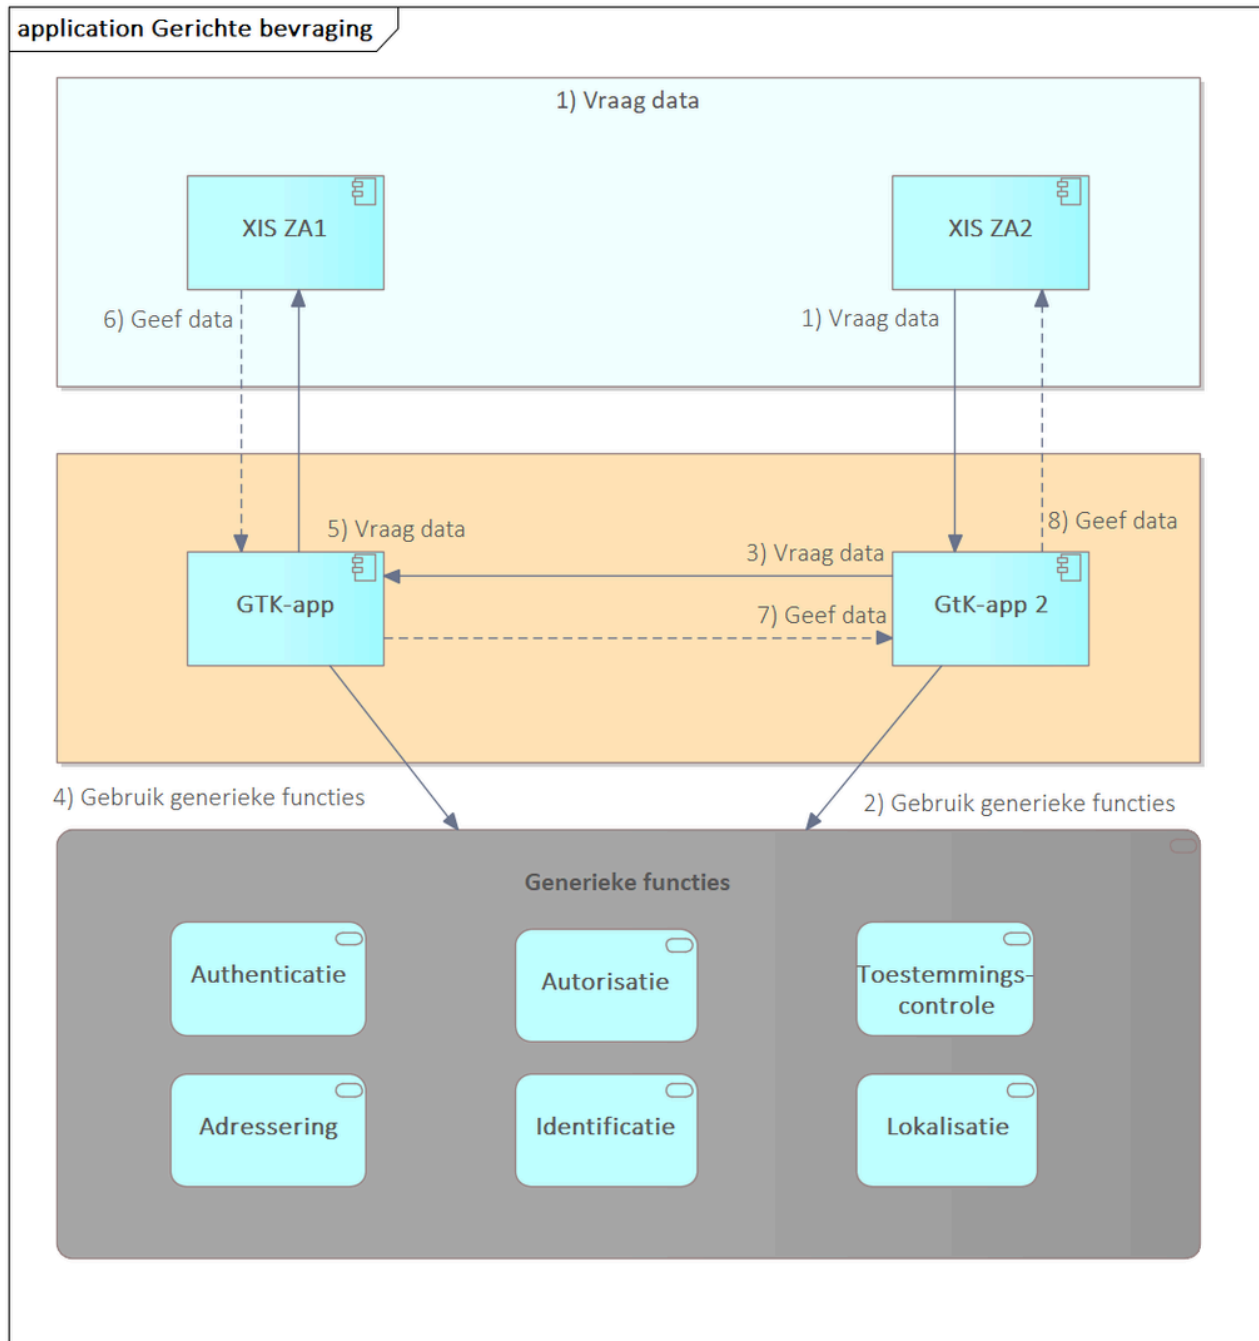 application Gerichte bevraging
1) Vraag data
XIS ZA1
XIS ZA2
6) Geef data
1) Vraag data
5) Vraag data
3) Vraag data
8) Geef data
GTK-app
GtK-app 2
7) Geef data
4) Gebruik generieke functies
2) Gebruik generieke functies
Generieke functies
Authenticatie
Autorisatie
Toestemmings-
controle
Adressering
Identificatie
Lokalisatie